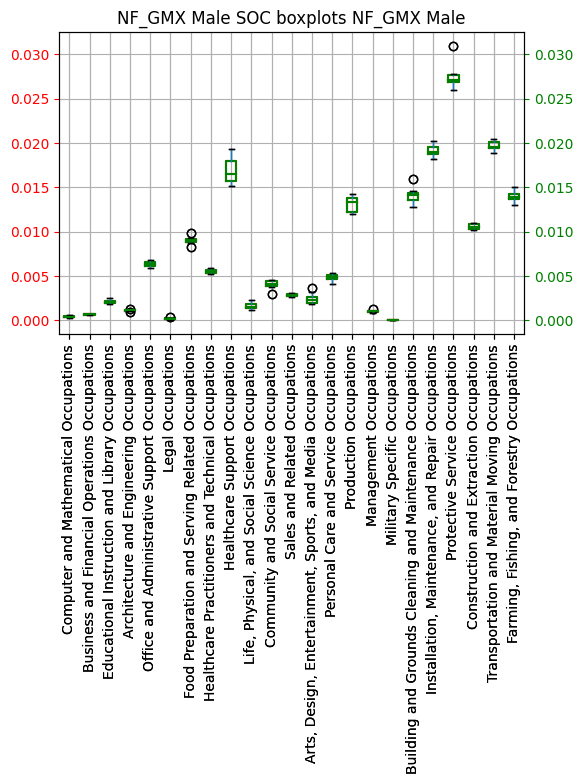 NF_GMX Male SOC boxplots NF_GMX Male
0.030
0.025
0.020
0.015
0.010
0.005
0.000
0.030
0.025
0.020
0.015
0.010
0.005
0.000
Computer and Mathematical Occupations
Business and Financial Operations Occupations
Educational Instruction and Library Occupations
Architecture and Engineering Occupations
Office and Administrative Support Occupations
Legal Occupations
Food Preparation and Serving Related Occupations
Healthcare Practitioners and Technical Occupations
Healthcare Support Occupations
Life, Physical, and Social Science Occupations
Community and Social Service Occupations
Sales and Related Occupations
Arts, Design, Entertainment, Sports, and Media Occupations
Personal Care and Service Occupations
Production Occupations
Management Occupations
Military Specific Occupations
Building and Grounds Cleaning and Maintenance Occupations
Installation, Maintenance, and Repair Occupations
Protective Service Occupations
Construction and Extraction Occupations
Transportation and Material Moving Occupations
Farming, Fishing, and Forestry Occupations